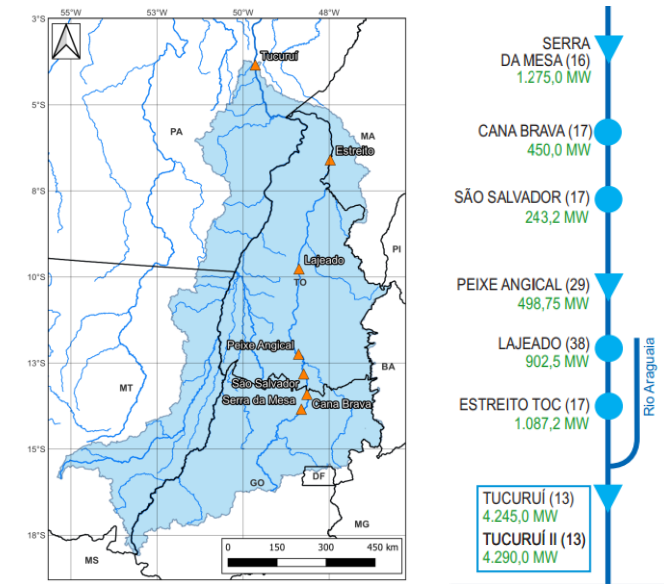 55°W 53°W 50°W 48°W
3°S
5°S
8°S
10°S
13°S
15°S
18°S
Tucuruí
PA
MA
Estreito
PI
Lajeado
TO
Peixe Angical
BA
São Salvador
MT
Serra da Mesa
Cana Brava
GO
DF
MG
MS
0 150 300 450 km
SERRA
DA MESA (16)
1.275,0 MW
CANA BRAVA (17)
450,0 MW
SÃO SALVADOR (17)
243,2 MW
PEIXE ANGICAL (29)
498,75 MW
LAJEADO (38)
902,5 MW
ESTREITO TOC (17)
1.087,2 MW
Rio Araguaia
TUCURUÍ (13)
4.245,0 MW
TUCURUÍ II (13)
4.290,0 MW